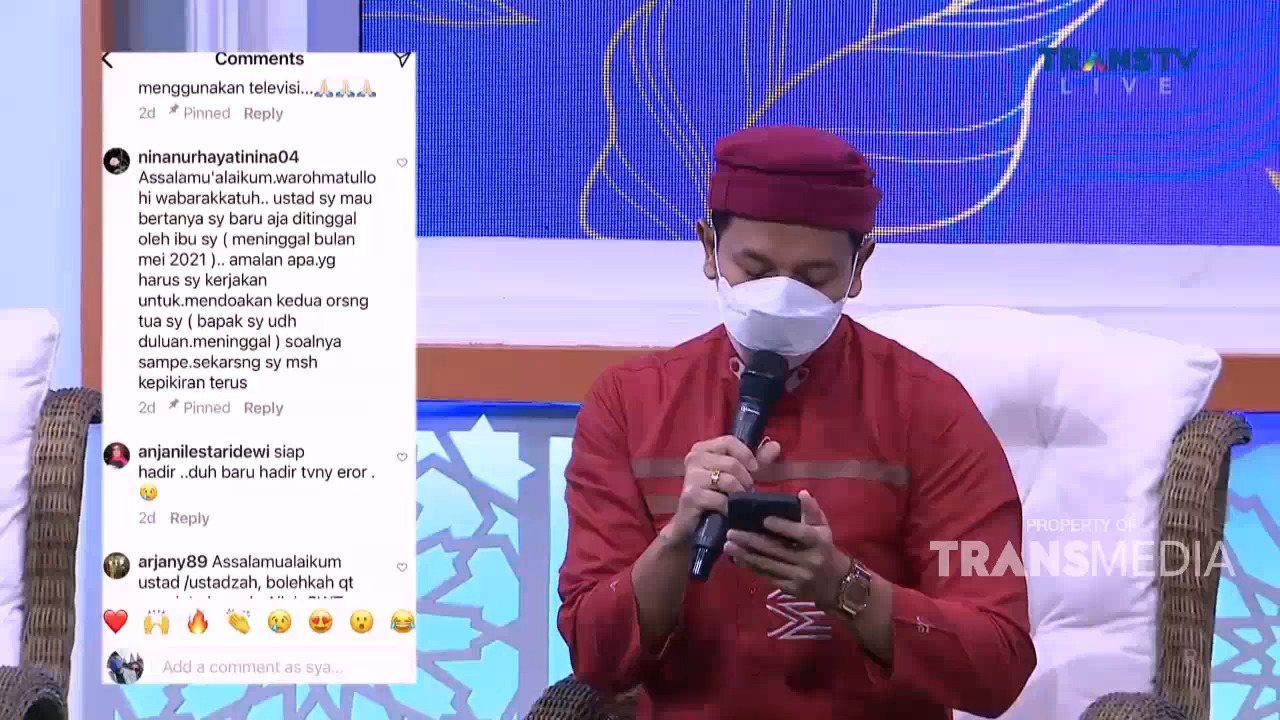 Comments
menggunakan televisi...🙏🏻🙏🏻🙏🏻
2d Pinned Reply
ninanurhayatinina04
Assalamu'alaikum.warohmatullo
hi wabarakkatuh.. ustad sy mau
bertanya sy baru aja ditinggal
oleh ibu sy ( meninggal bulan
mei 2021 ).. amalan apa.yg
harus sy kerjakan
untuk.mendoakan kedua orsng
tua sy ( bapak sy udh
duluan.meninggal ) soalnya
sampe.sekarsng sy msh
kepikiran terus
2d Pinned Reply
anjanilestaridewi siap
hadir ..duh baru hadir tvny eror .
😢
2d Reply
arjany89 Assalamualaikum
ustad /ustadzah, bolehkah qt
❤️ 🙌 🔥 👏 😢 😍 😮 😂
Add a comment as sya...
TRANSTV
LIVE
PROPERTY OF
TRANSMEDIA